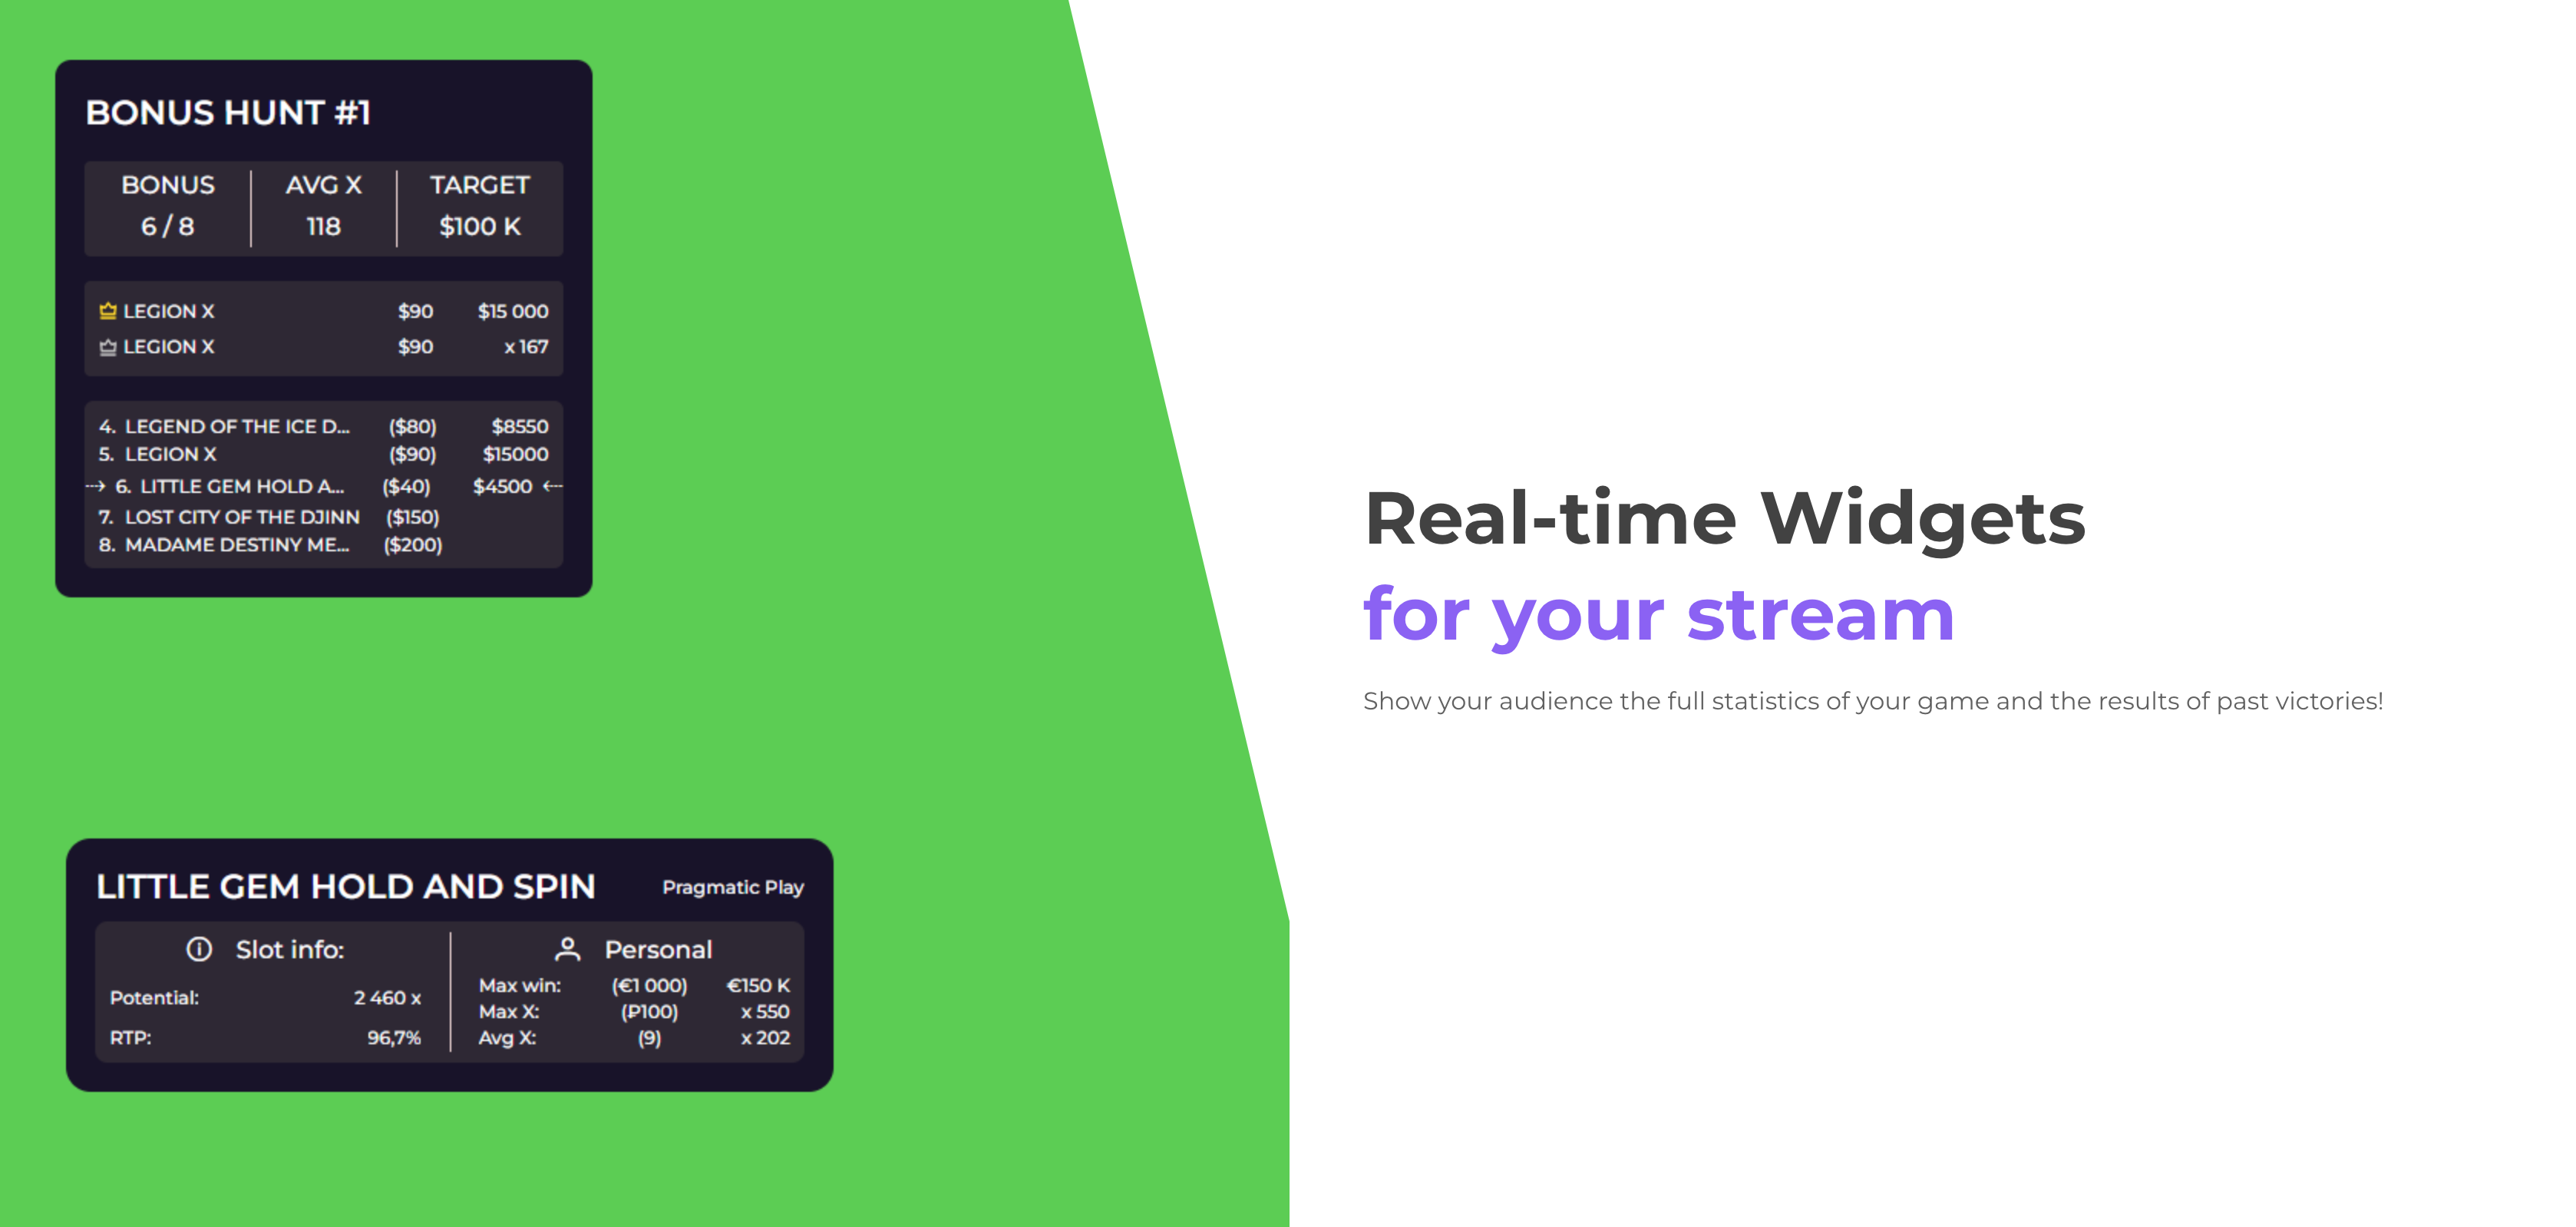 BONUS HUNT #1
BONUS AVG X TARGET
6 / 8 118 $100 K
LEGION X $90 $15 000
LEGION X $90 x 167
4. LEGEND OF THE ICE D... ($80) $8550
5. LEGION X ($90) $15000
6. LITTLE GEM HOLD A... ($40) $4500
7. LOST CITY OF THE DJINN ($150)
8. MADAME DESTINY ME... ($200)
LITTLE GEM HOLD AND SPIN Pragmatic Play
Slot info:
Potential: 2 460 x
RTP: 96,7%
Personal
Max win: (€1 000) €150 K
Max X: (₽100) x 550
Avg X: (9) x 202
Real-time Widgets
for your stream
Show your audience the full statistics of your game and the results of past victories!